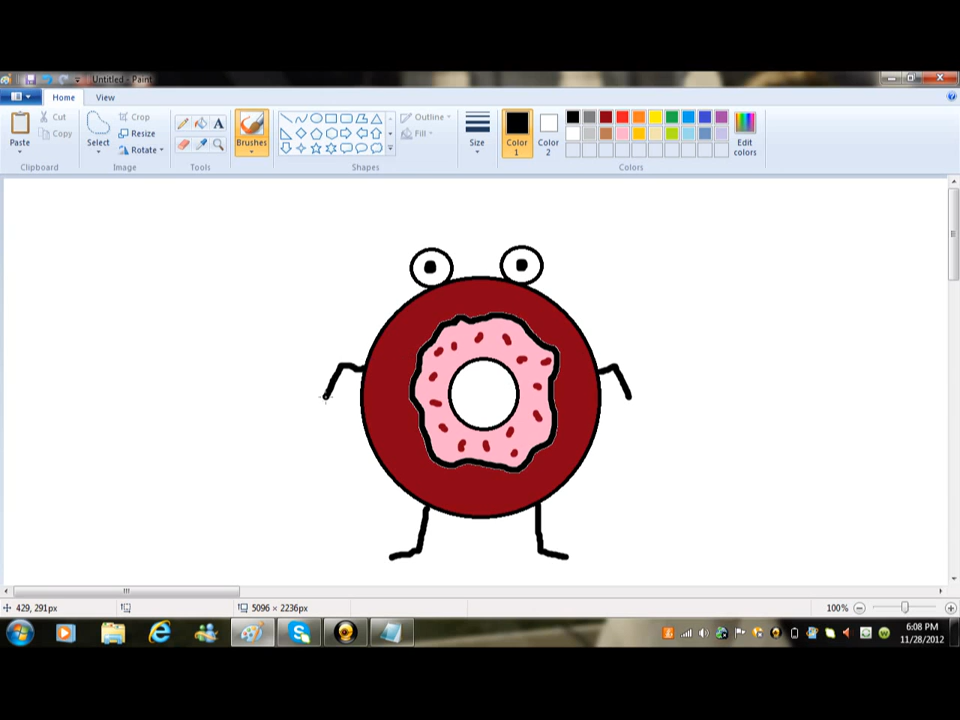 Untitled - Paint
Home View
Paste
Cut
Copy
Clipboard
Select
Crop
Resize
Rotate
Image
A
Tools
Brushes
Outline
Fill
Shapes
Size
Color 1
Color 2
Edit colors
Colors
429, 291px
5096 × 2236px
100%
6:08 PM
11/28/2012